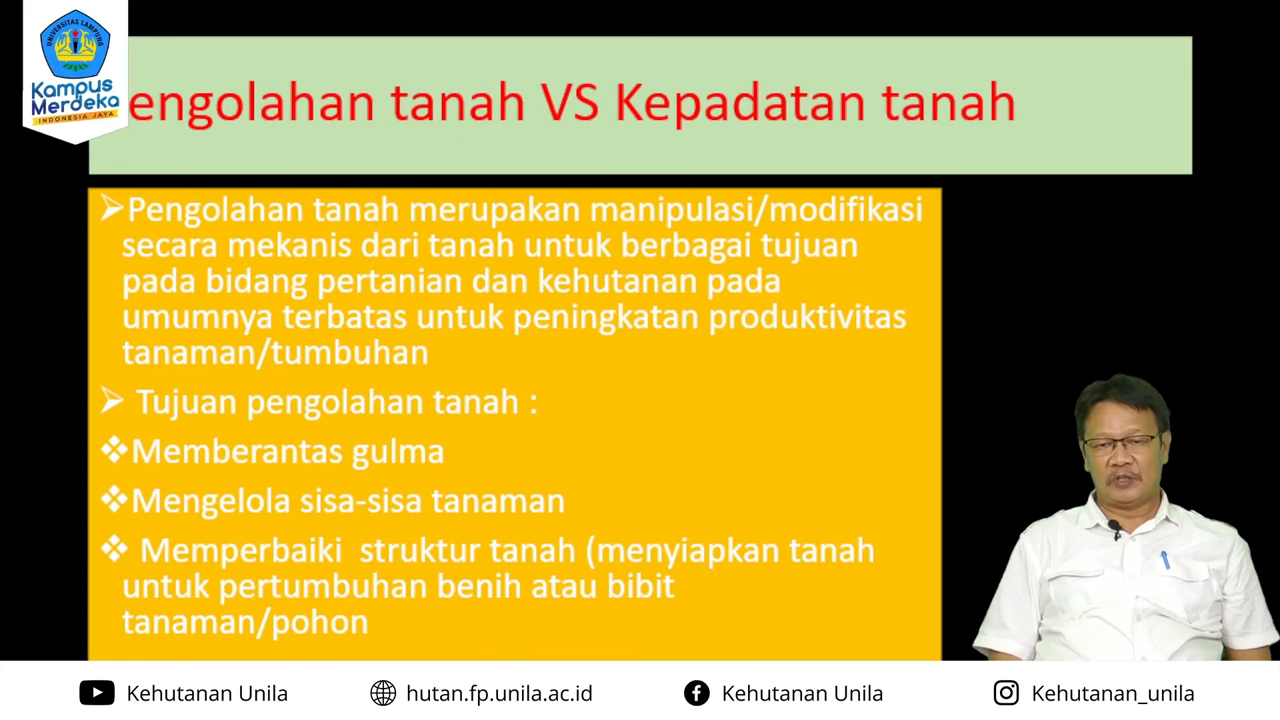 UNIVERSITAS LAMPUNG
Kampus
Merdeka
INDONESIA JAYA
engolahan tanah VS Kepadatan tanah
➢Pengolahan tanah merupakan manipulasi/modifikasi
secara mekanis dari tanah untuk berbagai tujuan
pada bidang pertanian dan kehutanan pada
umumnya terbatas untuk peningkatan produktivitas
tanaman/tumbuhan
➢ Tujuan pengolahan tanah :
❖Memberantas gulma
❖Mengelola sisa-sisa tanaman
❖ Memperbaiki struktur tanah (menyiapkan tanah
untuk pertumbuhan benih atau bibit
tanaman/pohon
Kehutanan Unila
hutan.fp.unila.ac.id
Kehutanan Unila
Kehutanan_unila